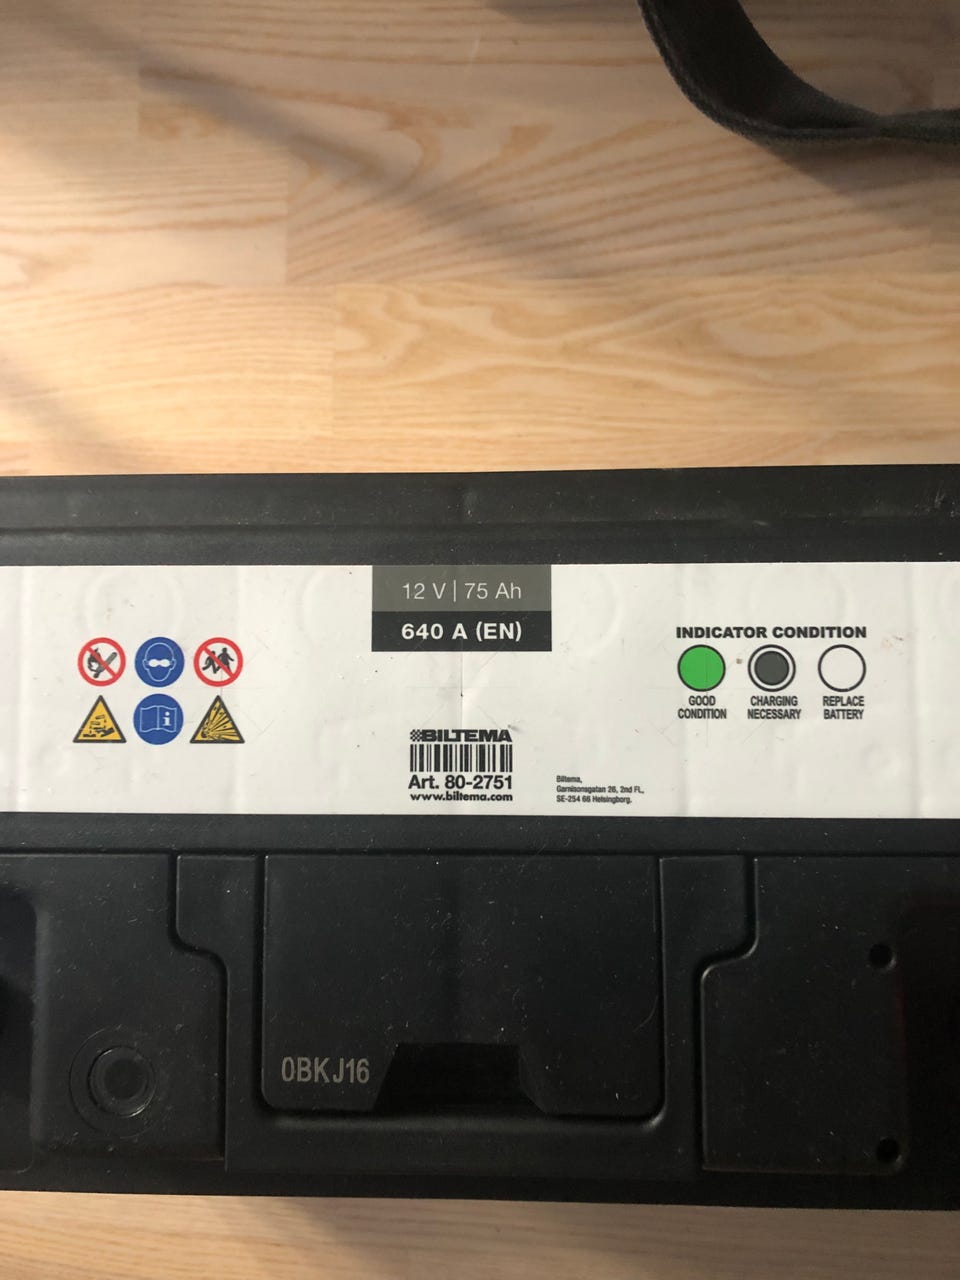 12 V | 75 Ah
640 A (EN)
INDICATOR CONDITION
GOOD
CONDITION
CHARGING
NECESSARY
REPLACE
BATTERY
i
BILTEMA
Art. 80-2751
www.biltema.com
Biltema,
Garnisonsgatan 26, 2nd FL,
SE-254 66 Helsingborg.
0BKJ16